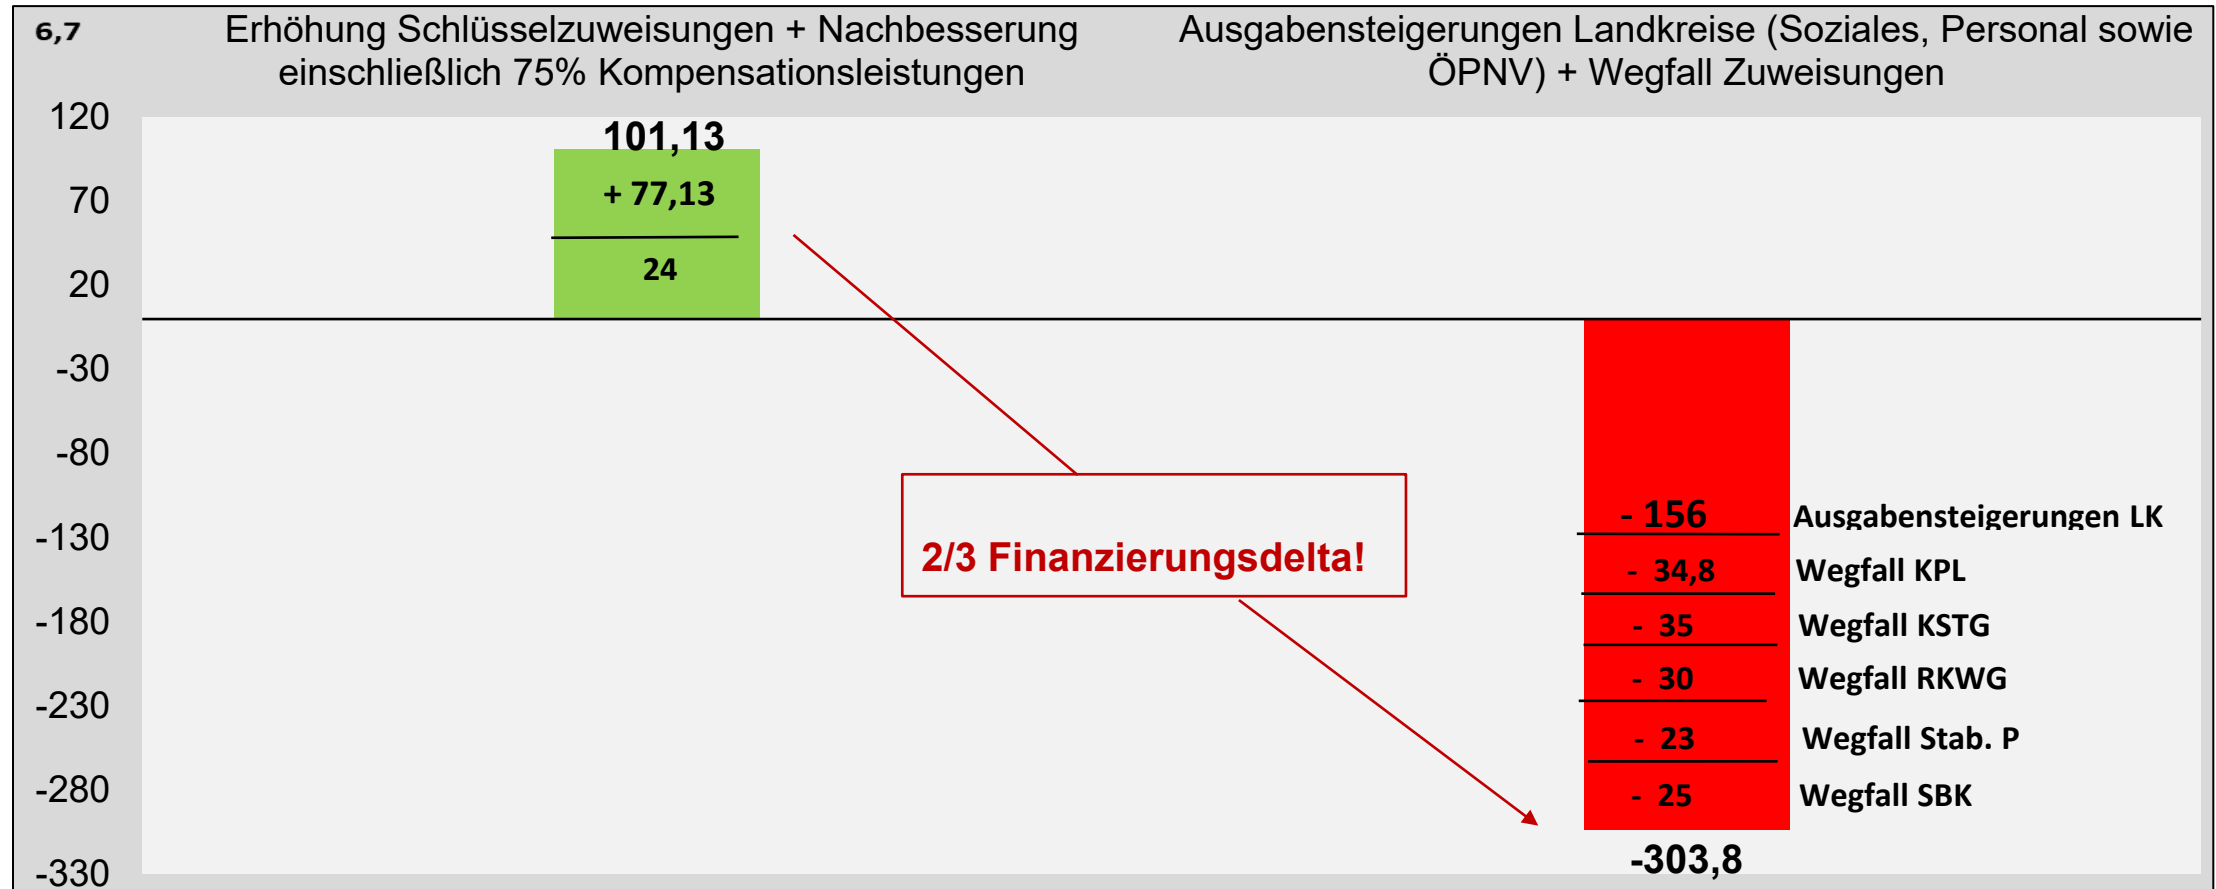 6,7
Erhöhung Schlüsselzuweisungen + Nachbesserung
einschließlich 75% Kompensationsleistungen
Ausgabensteigerungen Landkreise (Soziales, Personal sowie
ÖPNV) + Wegfall Zuweisungen
120
70
20
-30
-80
-130
-180
-230
-280
-330
101,13
+ 77,13
24
2/3 Finanzierungsdelta!
- 156 Ausgabensteigerungen LK
- 34,8 Wegfall KPL
- 35 Wegfall KSTG
- 30 Wegfall RKWG
- 23 Wegfall Stab. P
- 25 Wegfall SBK
-303,8